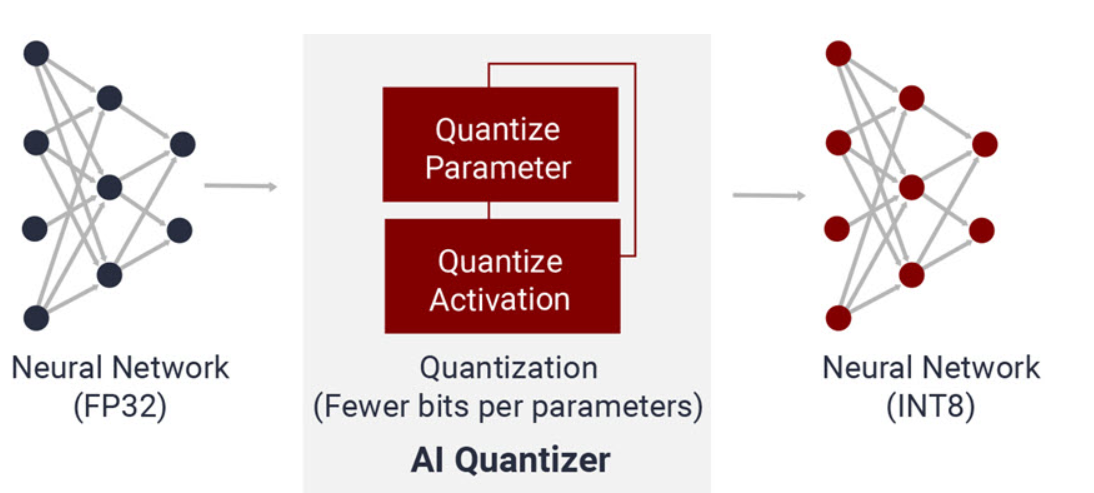 Quantize
Parameter
Quantize
Activation
Neural Network
(FP32)
Quantization
(Fewer bits per parameters)
AI Quantizer
Neural Network
(INT8)